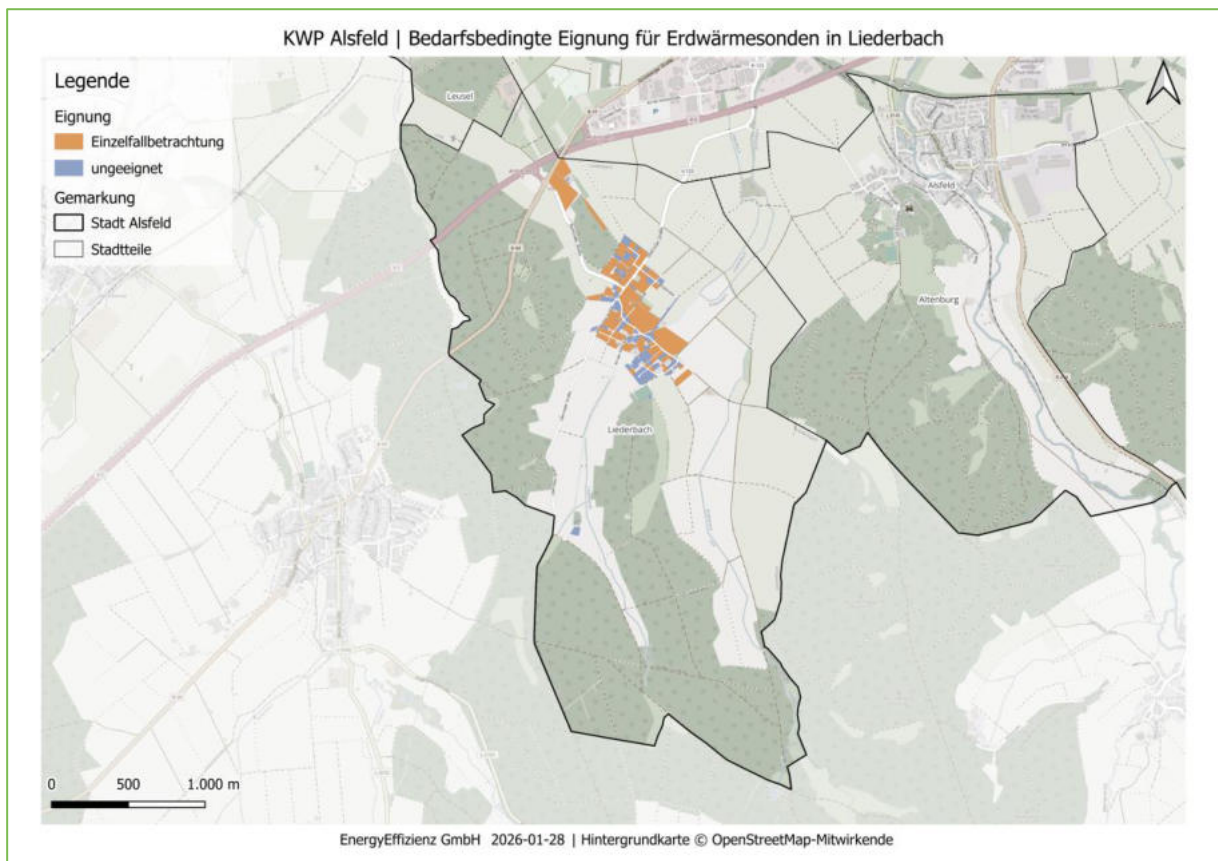 KWP Alsfeld | Bedarfsbedingte Eignung für Erdwärmesonden in Liederbach
Legende
Eignung
Einzelfallbetrachtung
ungeeignet
Gemarkung
Stadt Alsfeld
Stadtteile
Leusel
Alsfeld
Altenburg
Liederbach
0 500 1.000 m
EnergyEffizienz GmbH 2026-01-28 | Hintergrundkarte © OpenStreetMap-Mitwirkende